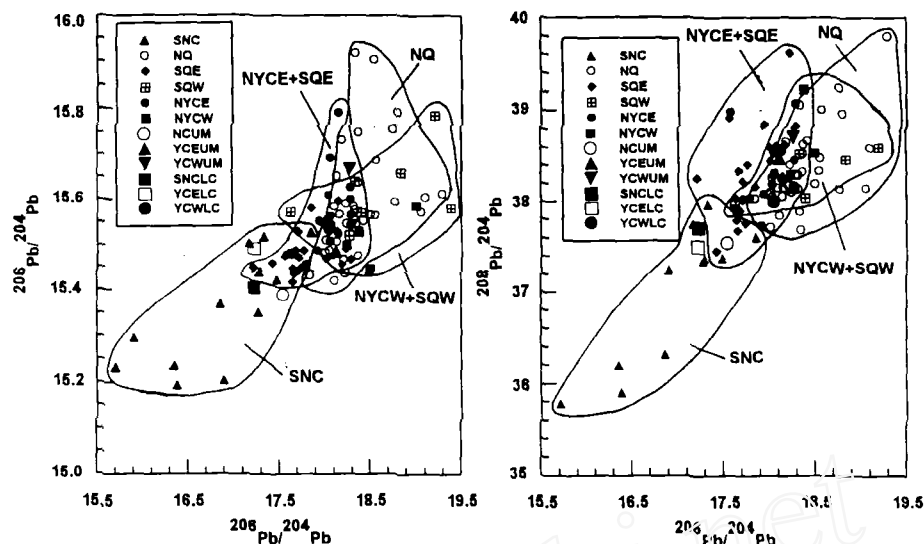 16.0
15.8
15.6
15.4
15.2
15.0
²⁰⁶Pb/²⁰⁴Pb
15.5
16.5
17.5
18.5
19.5
²⁰⁶Pb/²⁰⁴Pb
SNC
NQ
SQE
SQW
NYCE
NYCW
NCUM
YCEUM
YCWUM
SNCLC
YCELC
YCWLC
NYCE+SQE
NQ
NYCW+SQW
SNC
40
39
38
37
36
35
²⁰⁸Pb/²⁰⁴Pb
15.5
16.5
17.5
18.5
19.5
²⁰⁶Pb/²⁰⁴Pb
SNC
NQ
SQE
SQW
NYCE
NYCW
NCUM
YCEUM
YCWUM
SNCLC
YCELC
YCWLC
NYCE+SQE
NQ
NYCW+SQW
SNC